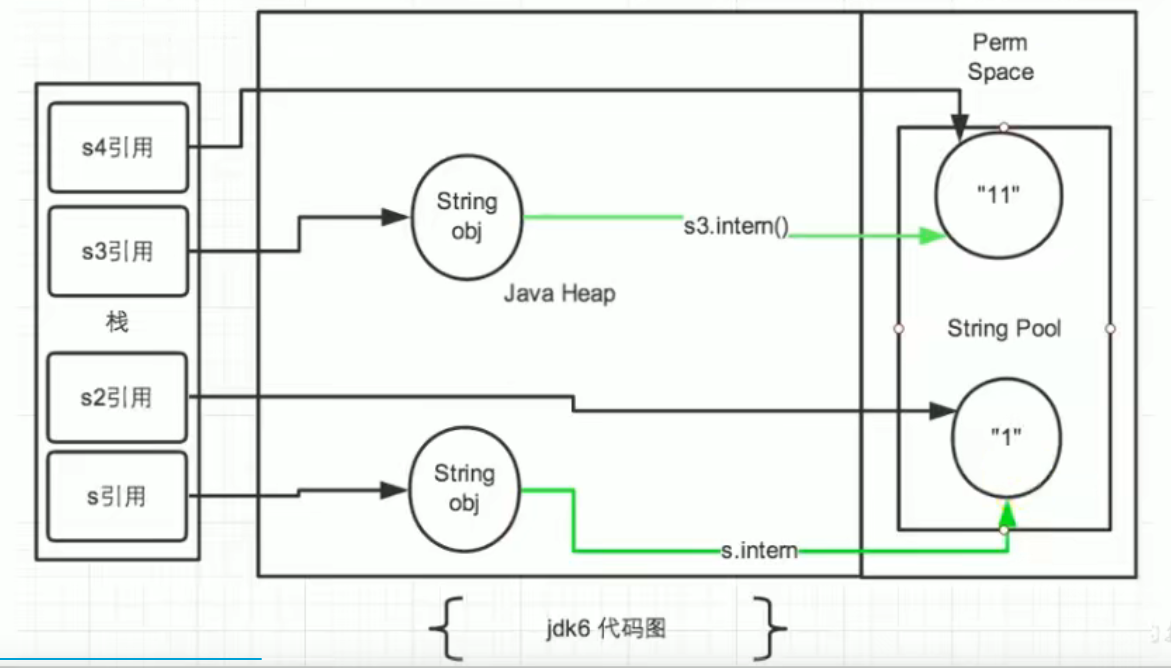 Perm
Space
s4引用
"11"
String
obj
s3.intern()
s3引用
Java Heap
栈
String Pool
s2引用
"1"
String
obj
s引用
s.intern
jdk6 代码图